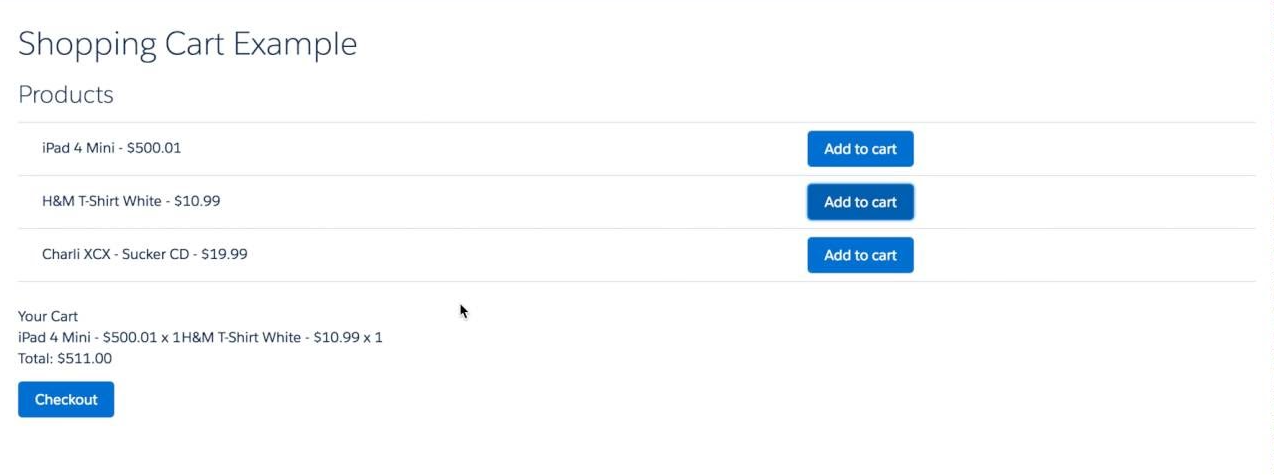 Shopping Cart Example
Products
iPad 4 Mini - $500.01 Add to cart
H&M T-Shirt White - $10.99 Add to cart
Charli XCX - Sucker CD - $19.99 Add to cart
Your Cart
iPad 4 Mini - $500.01 x 1H&M T-Shirt White - $10.99 x 1
Total: $511.00
Checkout